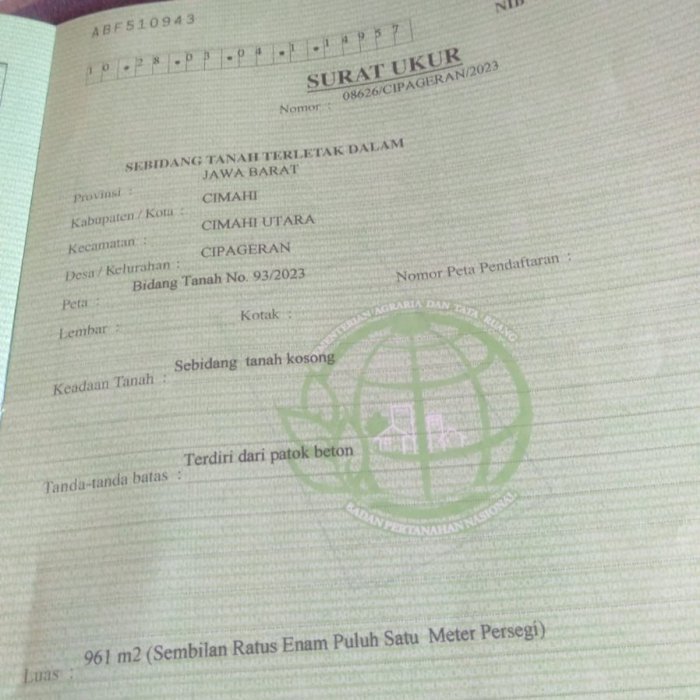 ABF510943
NIB
10.28.03.04.1.14957
SURAT UKUR
Nomor : 08626/CIPAGERAN/2023
SEBIDANG TANAH TERLETAK DALAM
Provinsi : JAWA BARAT
Kabupaten / Kota : CIMAHI
Kecamatan : CIMAHI UTARA
Desa / Kelurahan : CIPAGERAN
Peta : Bidang Tanah No. 93/2023 Nomor Peta Pendaftaran :
Lembar : Kotak :
KEMENTERIAN AGRARIA DAN TATA RUANG
Keadaan Tanah : Sebidang tanah kosong
Tanda-tanda batas : Terdiri dari patok beton
BADAN PERTANAHAN NASIONAL
Luas : 961 m2 (Sembilan Ratus Enam Puluh Satu Meter Persegi)